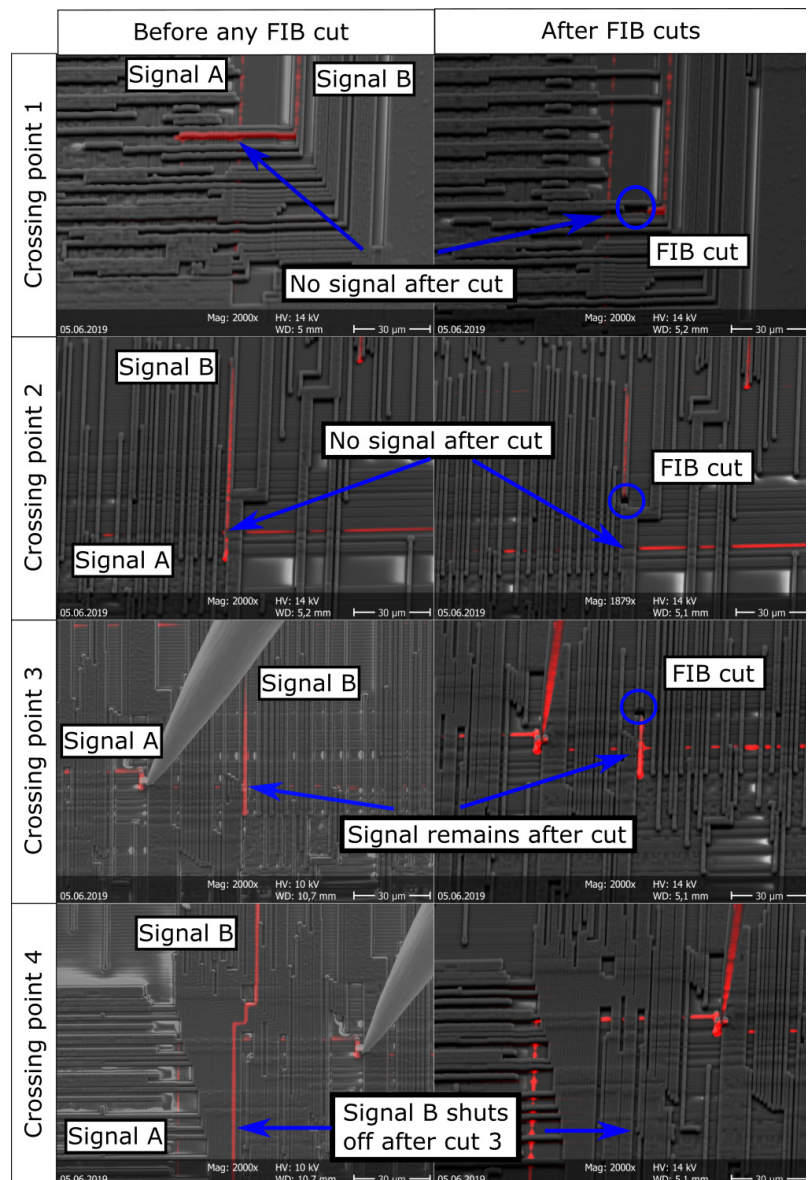 Before any FIB cut
After FIB cuts
Crossing point 1
Signal A
Signal B
No signal after cut
FIB cut
05.06.2019
Mag: 2000x
HV: 14 kV
WD: 5 mm
30 µm
05.06.2019
Mag: 2000x
HV: 14 kV
WD: 5,2 mm
30 µm
Crossing point 2
Signal B
Signal A
No signal after cut
FIB cut
05.06.2019
Mag: 2000x
HV: 14 kV
WD: 5,2 mm
30 µm
05.06.2019
Mag: 1879x
HV: 14 kV
WD: 5,1 mm
30 µm
Crossing point 3
Signal B
Signal A
FIB cut
Signal remains after cut
05.06.2019
Mag: 2000x
HV: 10 kV
WD: 10,7 mm
30 µm
05.06.2019
Mag: 2000x
HV: 14 kV
WD: 5,1 mm
30 µm
Crossing point 4
Signal B
Signal A
Signal B shuts
off after cut 3
05.06.2019
Mag: 2000x
HV: 10 kV
WD: 10,7 mm
30 µm
05.06.2019
Mag: 2000x
HV: 14 kV
WD: 5,1 mm
30 µm